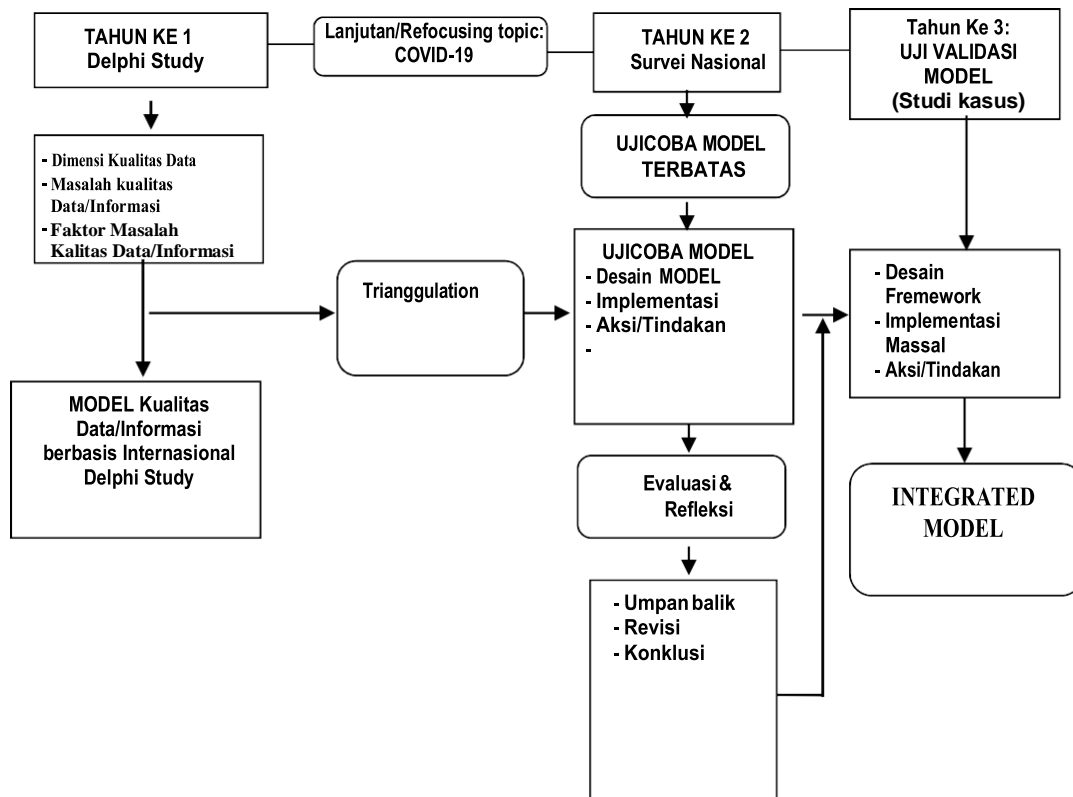 TAHUN KE 1
Delphi Study
Lanjutan/Refocusing topic:
COVID-19
TAHUN KE 2
Survei Nasional
Tahun Ke 3:
UJI VALIDASI
MODEL
(Studi kasus)
- Dimensi Kualitas Data
- Masalah kualitas
Data/Informasi
- Faktor Masalah
Kalitas Data/Informasi
UJICOBA MODEL
TERBATAS
Trianggulation
UJICOBA MODEL
- Desain MODEL
- Implementasi
- Aksi/Tindakan
-
- Desain
Fremework
- Implementasi
Massal
- Aksi/Tindakan
MODEL Kualitas
Data/Informasi
berbasis Internasional
Delphi Study
Evaluasi &
Refleksi
INTEGRATED
MODEL
- Umpan balik
- Revisi
- Konklusi